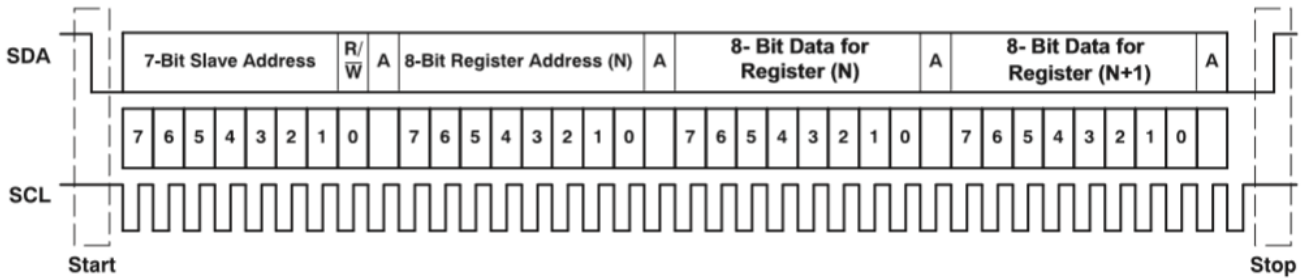 SDA
7-Bit Slave Address
R/
W
A
8-Bit Register Address (N)
A
8- Bit Data for
Register (N)
A
8- Bit Data for
Register (N+1)
A
7 6 5 4 3 2 1 0 7 6 5 4 3 2 1 0 7 6 5 4 3 2 1 0 7 6 5 4 3 2 1 0
SCL
Start
Stop